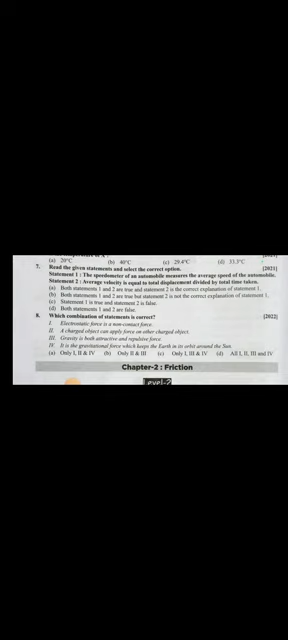 (a) 20°C (b) 40°C (c) 29.4°C (d) 33.3°C
7. Read the given statements and select the correct option. [2021]
Statement 1 : The speedometer of an automobile measures the average speed of the automobile.
Statement 2 : Average velocity is equal to total displacement divided by total time taken.
(a) Both statements 1 and 2 are true and statement 2 is the correct explanation of statement 1.
(b) Both statements 1 and 2 are true but statement 2 is not the correct explanation of statement 1.
(c) Statement 1 is true and statement 2 is false.
(d) Both statements 1 and 2 are false.
8. Which combination of statements is correct? [2022]
I. Electrostatic force is a non-contact force.
II. A charged object can apply force on other charged object.
III. Gravity is both attractive and repulsive force.
IV. It is the gravitational force which keeps the Earth in its orbit around the Sun.
(a) Only I, II & IV (b) Only II & III (c) Only I, III & IV (d) All I, II, III and IV
Chapter-2 : Friction
Level-2